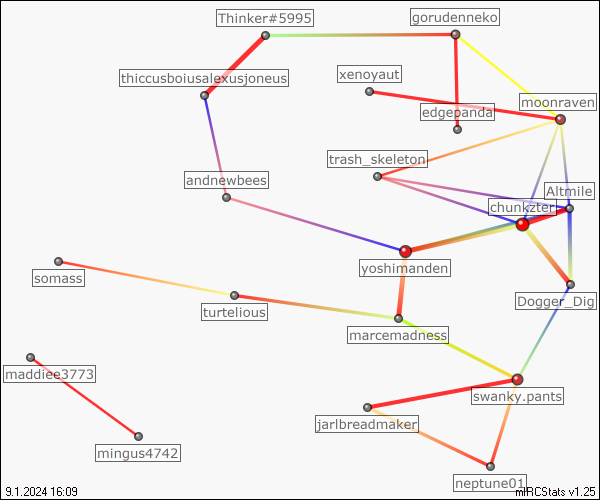 Thinker#5995
gorudenneko
thiccusboiusalexusjoneus
xenoyaut
moonraven
edgepanda
trash_skeleton
andnewbees
Altmile
chunkzter
yoshimanden
somass
Dogger_Dig
turtelious
marcemadness
maddiee3773
swanky.pants
jarlbreadmaker
mingus4742
neptune01
9.1.2024 16:09
mIRCStats v1.25